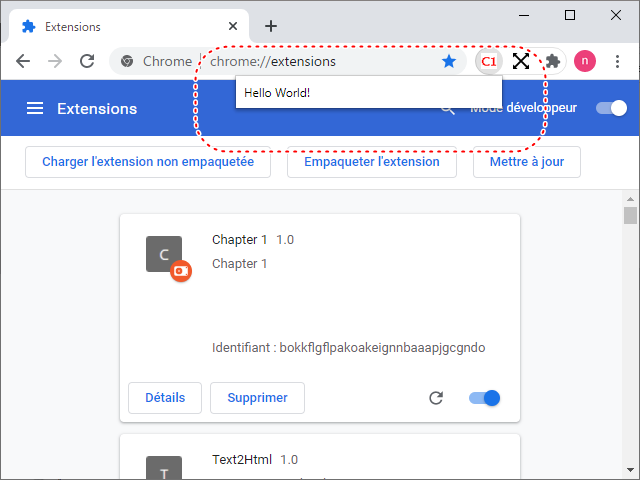 Extensions
Chrome | chrome://extensions
C1
n
Hello World!
Extensions
Mode développeur
Charger l'extension non empaquetée
Empaqueter l'extension
Mettre à jour
C
Chapter 1 1.0
Chapter 1
Identifiant : bokkflgflpakoakeignnbaaapjgcgndo
Détails
Supprimer
T
Text2Html 1.0